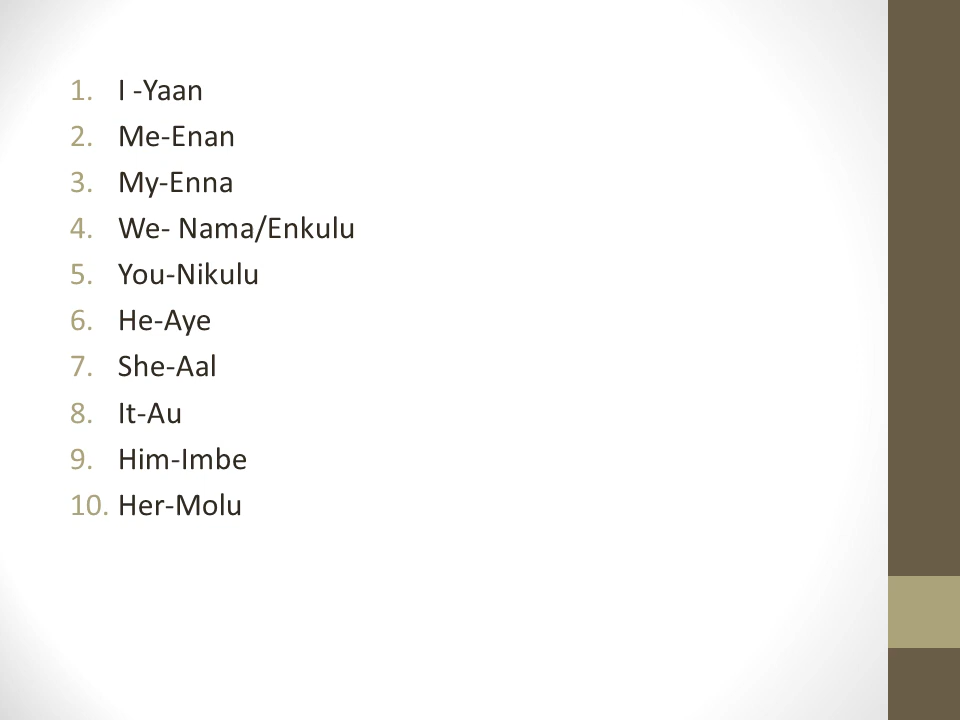 1. I -Yaan
2. Me-Enan
3. My-Enna
4. We- Nama/Enkulu
5. You-Nikulu
6. He-Aye
7. She-Aal
8. It-Au
9. Him-Imbe
10. Her-Molu